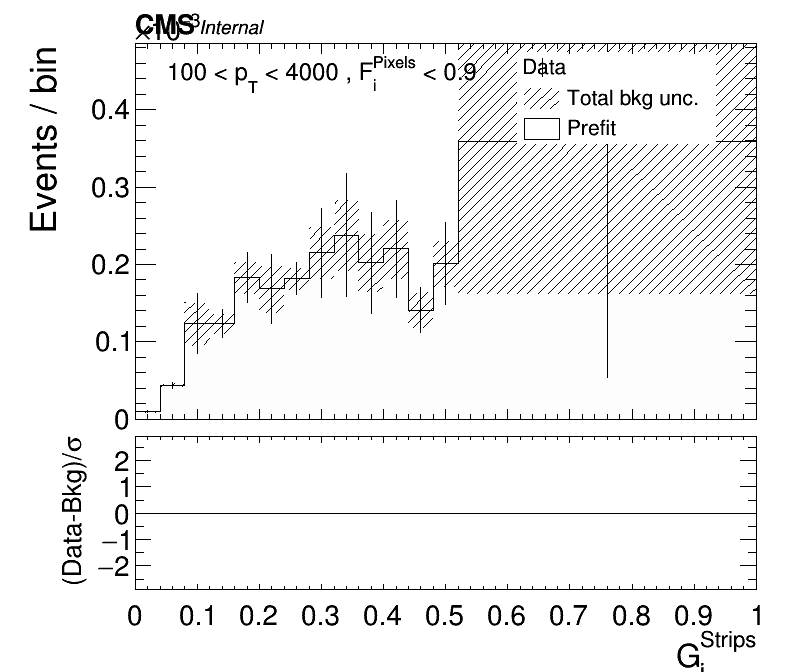 CMS Internal
×10³
100 < p_T < 4000 , F_i^Pixels < 0.9
Data
Total bkg unc.
Prefit
Events / bin
0.4
0.3
0.2
0.1
0
(Data-Bkg)/σ
2
1
0
−1
−2
0 0.1 0.2 0.3 0.4 0.5 0.6 0.7 0.8 0.9 1
G_i^Strips